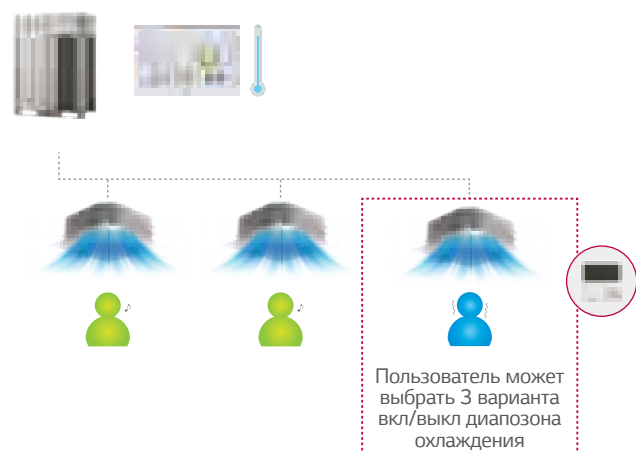 Пользователь может
выбрать 3 варианта
вкл/выкл диапозона
охлаждения